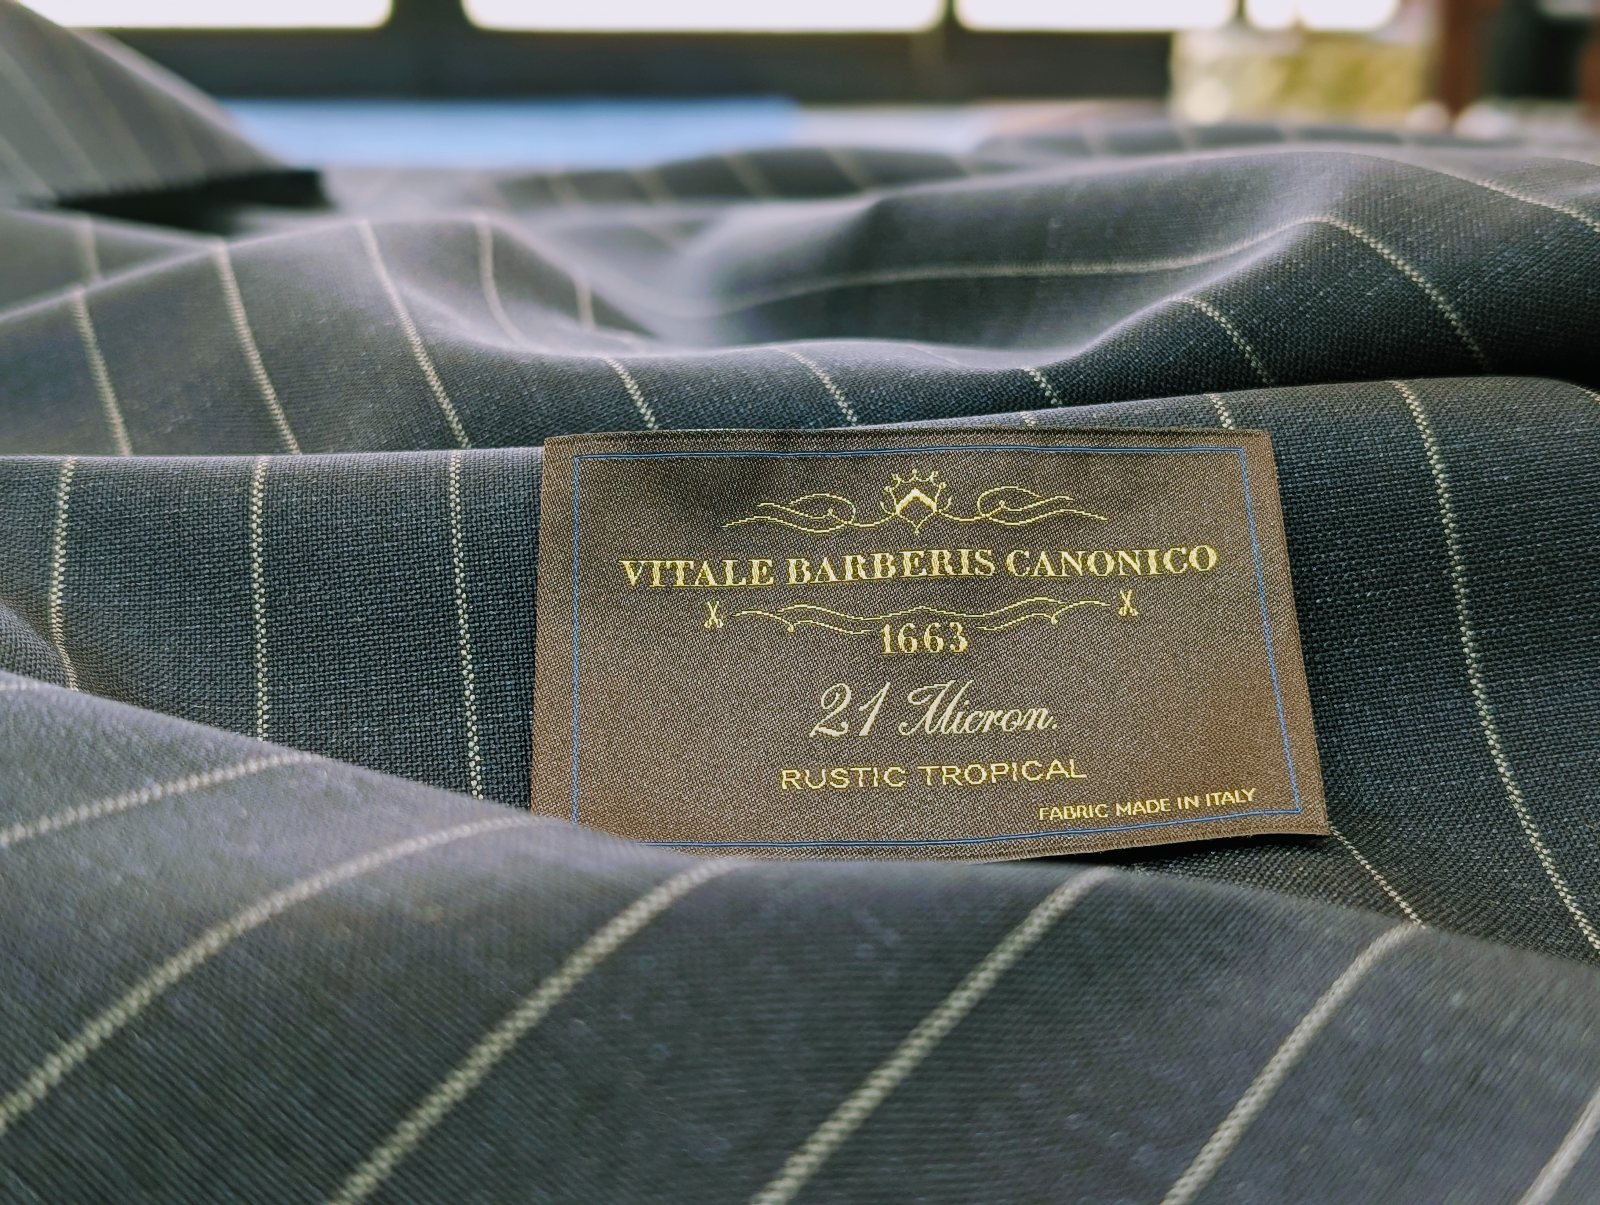 VITALE BARBERIS CANONICO
1663
21 Micron.
RUSTIC TROPICAL
FABRIC MADE IN ITALY